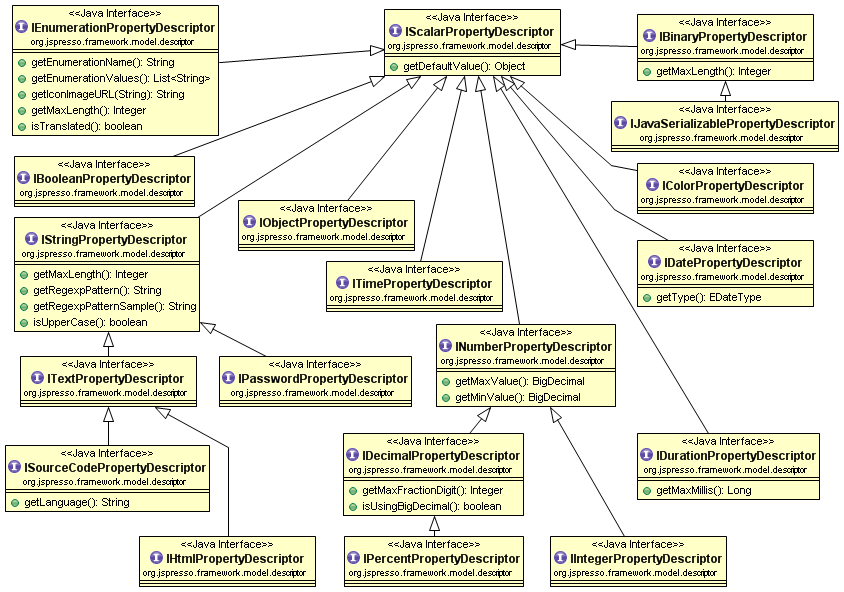 <<Java Interface>>
IEnumerationPropertyDescriptor
org.jspresso.framework.model.descriptor
getEnumerationName(): String
getEnumerationValues(): List<String>
getIconImageURL(String): String
getMaxLength(): Integer
isTranslated(): boolean
<<Java Interface>>
IScalarPropertyDescriptor
org.jspresso.framework.model.descriptor
getDefaultValue(): Object
<<Java Interface>>
IBinaryPropertyDescriptor
org.jspresso.framework.model.descriptor
getMaxLength(): Integer
<<Java Interface>>
IJavaSerializablePropertyDescriptor
org.jspresso.framework.model.descriptor
<<Java Interface>>
IBooleanPropertyDescriptor
org.jspresso.framework.model.descriptor
<<Java Interface>>
IColorPropertyDescriptor
org.jspresso.framework.model.descriptor
<<Java Interface>>
IObjectPropertyDescriptor
org.jspresso.framework.model.descriptor
<<Java Interface>>
IStringPropertyDescriptor
org.jspresso.framework.model.descriptor
getMaxLength(): Integer
getRegexpPattern(): String
getRegexpPatternSample(): String
isUpperCase(): boolean
<<Java Interface>>
IDatePropertyDescriptor
org.jspresso.framework.model.descriptor
getType(): EDateType
<<Java Interface>>
ITimePropertyDescriptor
org.jspresso.framework.model.descriptor
<<Java Interface>>
INumberPropertyDescriptor
org.jspresso.framework.model.descriptor
getMaxValue(): BigDecimal
getMinValue(): BigDecimal
<<Java Interface>>
ITextPropertyDescriptor
org.jspresso.framework.model.descriptor
<<Java Interface>>
IPasswordPropertyDescriptor
org.jspresso.framework.model.descriptor
<<Java Interface>>
IDecimalPropertyDescriptor
org.jspresso.framework.model.descriptor
getMaxFractionDigit(): Integer
isUsingBigDecimal(): boolean
<<Java Interface>>
IDurationPropertyDescriptor
org.jspresso.framework.model.descriptor
getMaxMillis(): Long
<<Java Interface>>
ISourceCodePropertyDescriptor
org.jspresso.framework.model.descriptor
getLanguage(): String
<<Java Interface>>
IHtmlPropertyDescriptor
org.jspresso.framework.model.descriptor
<<Java Interface>>
IPercentPropertyDescriptor
org.jspresso.framework.model.descriptor
<<Java Interface>>
IIntegerPropertyDescriptor
org.jspresso.framework.model.descriptor